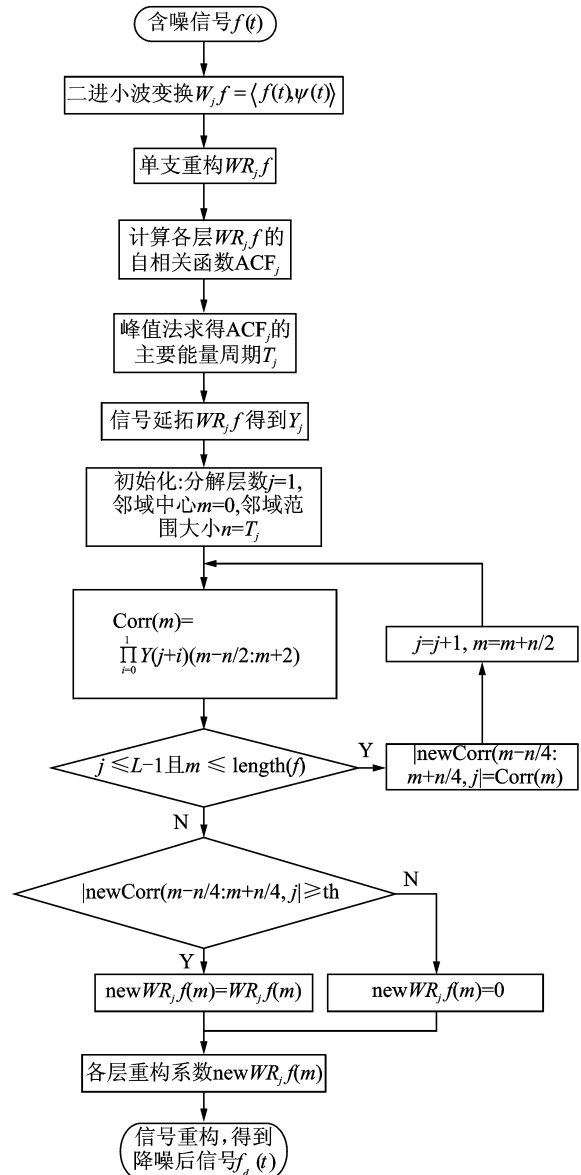 含噪信号f(t)
二进小波变换W_j f=⟨f(t),ψ(t)⟩
单支重构WR_j f
计算各层WR_j f的
自相关函数ACF_j
峰值法求得ACF_j的
主要能量周期T_j
信号延拓WR_j f得到Y_j
初始化:分解层数j=1,
邻域中心m=0,邻域范
围大小n=T_j
Corr(m)=
∏_{i=0}^{1} Y(j+i)(m−n/2:m+2)
j=j+1, m=m+n/2
j≤L−1且m≤length(f)
Y
|newCorr(m−n/4:
m+n/4, j|=Corr(m)
N
|newCorr(m−n/4:m+n/4, j|≥th
N
Y
newWR_j f(m)=WR_j f(m)
newWR_j f(m)=0
各层重构系数newWR_j f(m)
信号重构,得到
降噪后信号f_d(t)